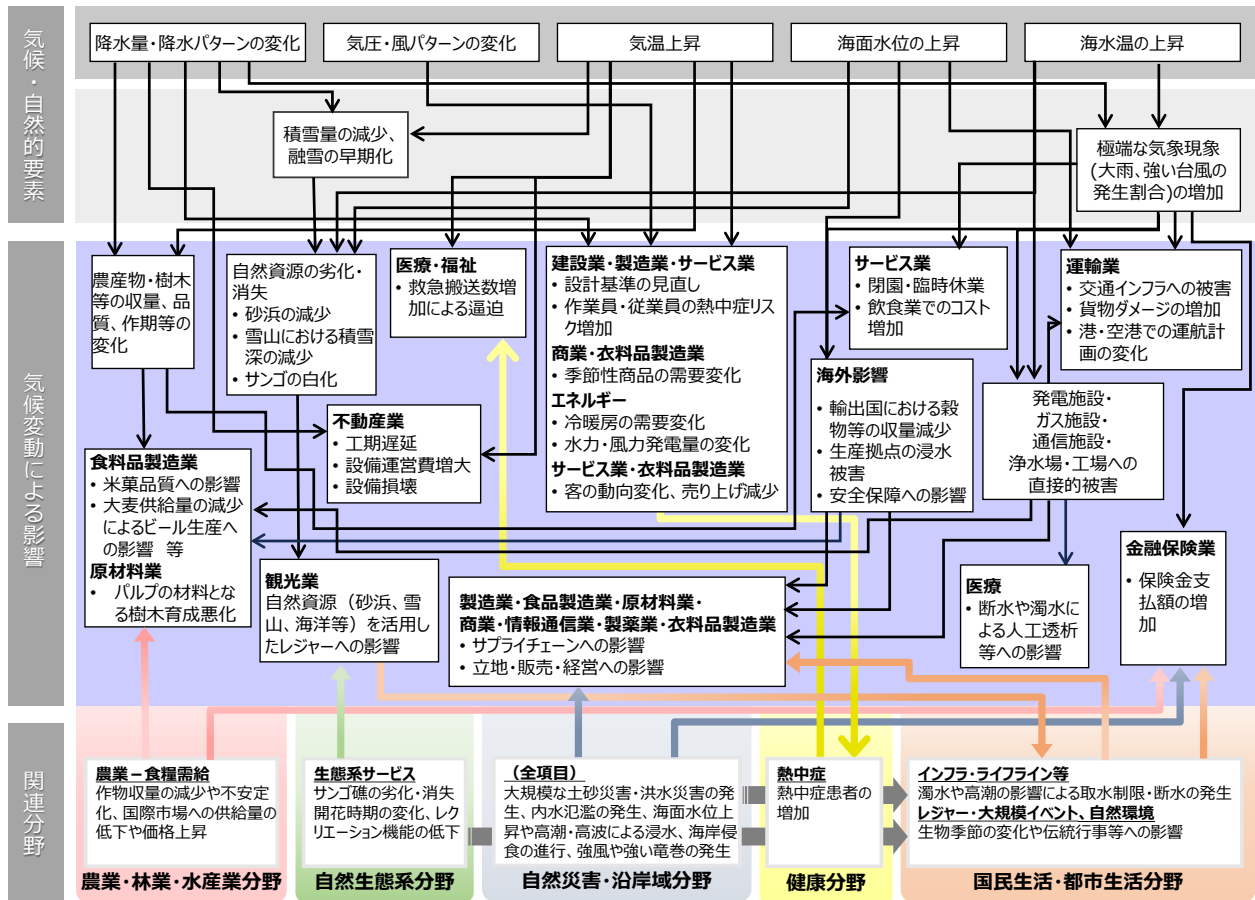 気候・自然的要素
降水量・降水パターンの変化
気圧・風パターンの変化
気温上昇
海面水位の上昇
海水温の上昇
積雪量の減少、
融雪の早期化
極端な気象現象
(大雨、強い台風の
発生割合)の増加
気候変動による影響
農産物・樹木
等の収量、品
質、作期等の
変化
自然資源の劣化・
消失
• 砂浜の減少
• 雪山における積雪
深の減少
• サンゴの白化
医療・福祉
• 救急搬送数増
加による逼迫
建設業・製造業・サービス業
• 設計基準の見直し
• 作業員・従業員の熱中症リス
ク増加
商業・衣料品製造業
• 季節性商品の需要変化
エネルギー
• 冷暖房の需要変化
• 水力・風力発電量の変化
サービス業・衣料品製造業
• 客の動向変化、売り上げ減少
サービス業
• 閉園・臨時休業
• 飲食業でのコスト
増加
運輸業
• 交通インフラへの被害
• 貨物ダメージの増加
• 港・空港での運航計
画の変化
海外影響
• 輸出国における穀
物等の収量減少
• 生産拠点の浸水
被害
• 安全保障への影響
発電施設・
ガス施設・
通信施設・
浄水場・工場への
直接的被害
不動産業
• 工期遅延
• 設備運営費増大
• 設備損壊
食料品製造業
• 米菓品質への影響
• 大麦供給量の減少
によるビール生産へ
の影響 等
原材料業
• パルプの材料とな
る樹木育成悪化
観光業
自然資源（砂浜、雪
山、海洋等）を活用し
たレジャーへの影響
製造業・食品製造業・原材料業・
商業・情報通信業・製薬業・衣料品製造業
• サプライチェーンへの影響
• 立地・販売・経営への影響
医療
• 断水や濁水に
よる人工透析
等への影響
金融保険業
• 保険金支
払額の増
加
関連分野
農業－食糧需給
作物収量の減少や不安定
化、国際市場への供給量の
低下や価格上昇
農業・林業・水産業分野
生態系サービス
サンゴ礁の劣化・消失
開花時期の変化、レク
リエーション機能の低下
自然生態系分野
（全項目）
大規模な土砂災害・洪水災害の発
生、内水氾濫の発生、海面水位上
昇や高潮・高波による浸水、海岸侵
食の進行、強風や強い竜巻の発生
自然災害・沿岸域分野
熱中症
熱中症患者の
増加
健康分野
インフラ・ライフライン等
濁水や高潮の影響による取水制限・断水の発生
レジャー・大規模イベント、自然環境
生物季節の変化や伝統行事等への影響
国民生活・都市生活分野